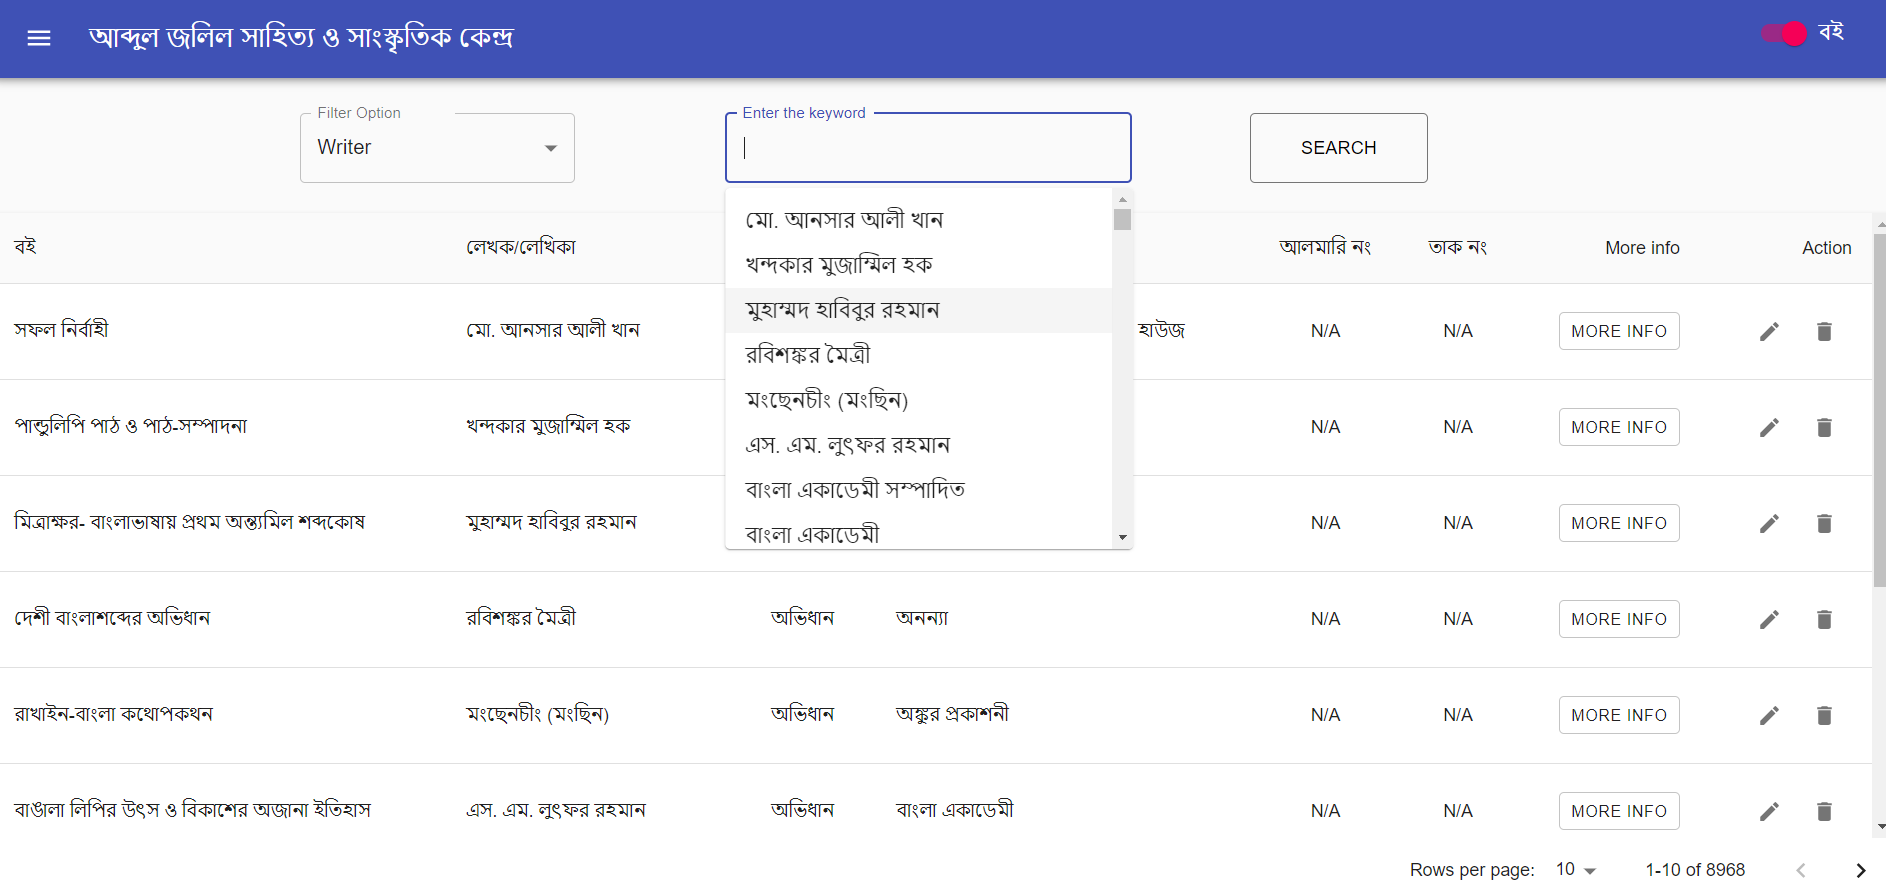 আব্দুল জলিল সাহিত্য ও সাংস্কৃতিক কেন্দ্র
বই
Filter Option
Writer
Enter the keyword
SEARCH
মো. আনসার আলী খান
খন্দকার মুজাম্মিল হক
মুহাম্মদ হাবিবুর রহমান
রবিশঙ্কর মৈত্রী
মংছেনচীং (মংছিন)
এস. এম. লুৎফর রহমান
বাংলা একাডেমী সম্পাদিত
বাংলা একাডেমী
বই লেখক/লেখিকা আলমারি নং তাক নং More info Action
সফল নির্বাহী মো. আনসার আলী খান হাউজ N/A N/A MORE INFO
পান্ডুলিপি পাঠ ও পাঠ-সম্পাদনা খন্দকার মুজাম্মিল হক N/A N/A MORE INFO
মিত্রাক্ষর- বাংলাভাষায় প্রথম অন্ত্যমিল শব্দকোষ মুহাম্মদ হাবিবুর রহমান N/A N/A MORE INFO
দেশী বাংলাশব্দের অভিধান রবিশঙ্কর মৈত্রী অভিধান অনন্যা N/A N/A MORE INFO
রাখাইন-বাংলা কথোপকথন মংছেনচীং (মংছিন) অভিধান অঙ্কুর প্রকাশনী N/A N/A MORE INFO
বাঙালা লিপির উৎস ও বিকাশের অজানা ইতিহাস এস. এম. লুৎফর রহমান অভিধান বাংলা একাডেমী N/A N/A MORE INFO
Rows per page: 10 1-10 of 8968